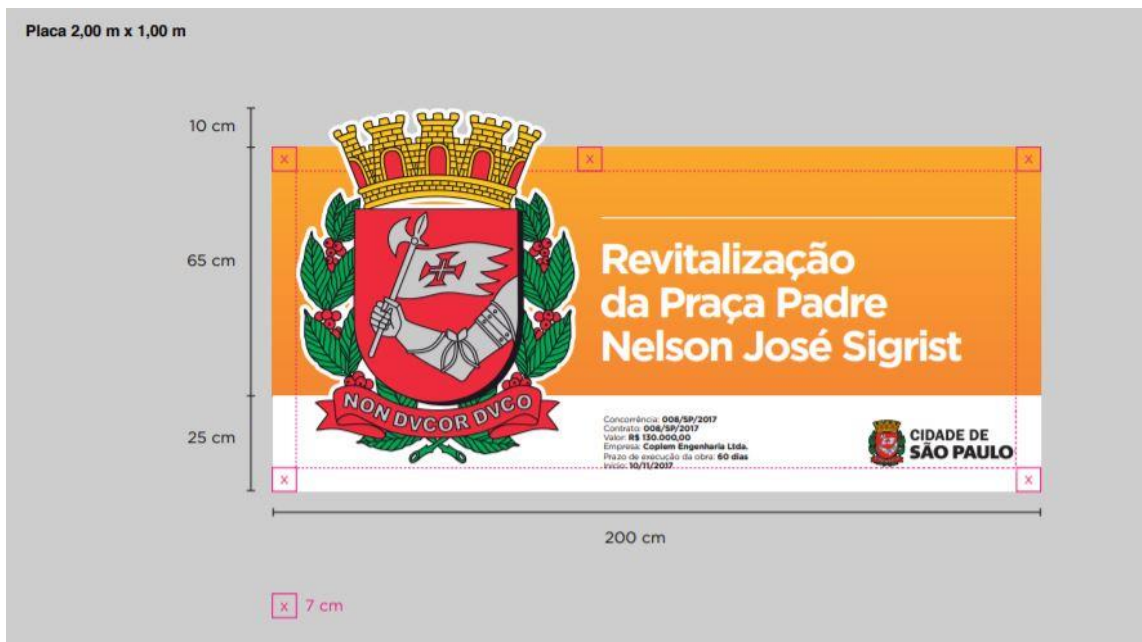 Placa 2,00 m x 1,00 m
10 cm
x
x
x
65 cm
Revitalização
da Praça Padre
Nelson José Sigrist
NON DVCOR DVCO
25 cm
Concorrência: 008/SP/2017
Contrato: 008/SP/2017
Valor: R$ 130.000,00
Empresa: Coplem Engenharia Ltda.
Prazo de execução da obra: 60 dias
Início: 10/11/2017
CIDADE DE
SÃO PAULO
x
x
200 cm
x 7 cm